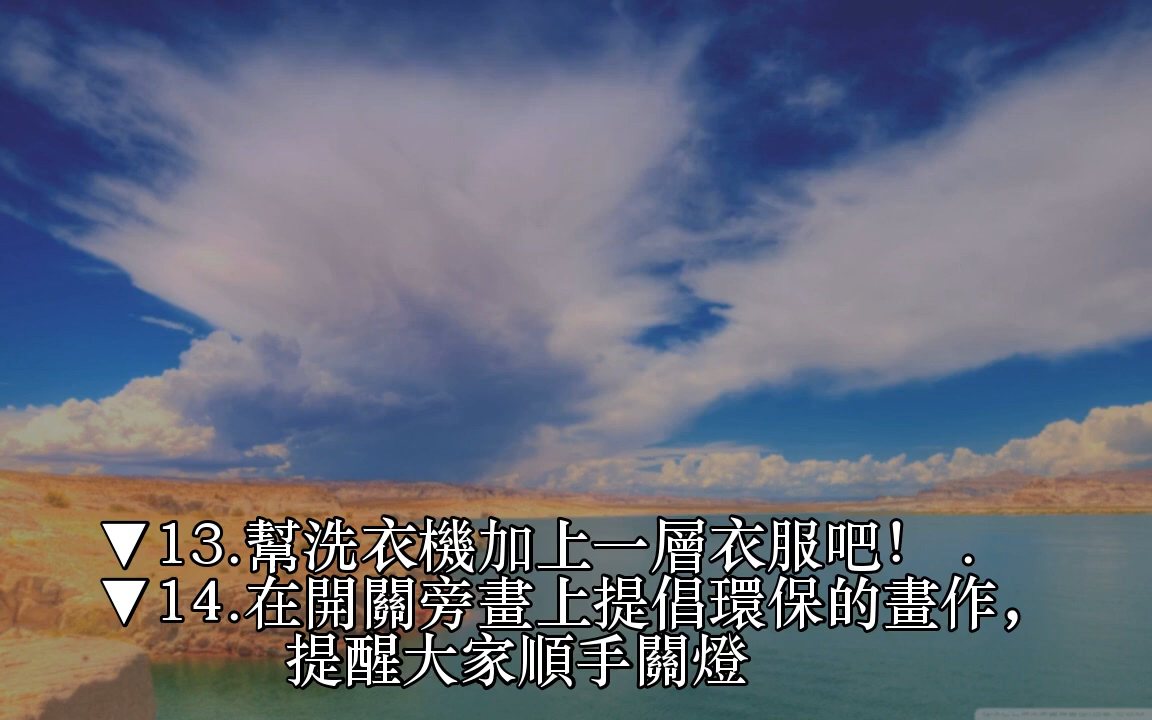 ▼13.幫洗衣機加上一層衣服吧！ .
▼14.在開關旁畫上提倡環保的畫作，
提醒大家順手關燈